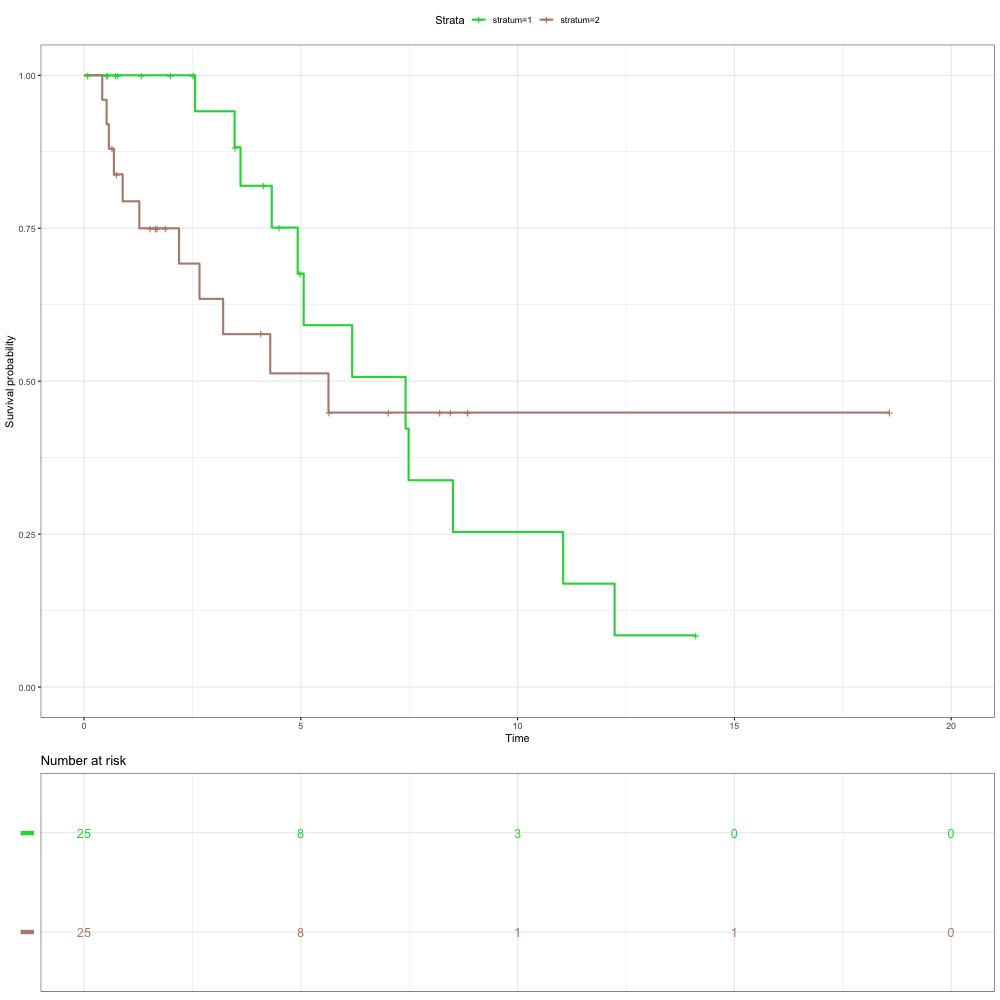 Strata stratum=1 stratum=2
1.00
0.75
0.50
0.25
0.00
Survival probability
0 5 10 15 20
Time
Number at risk
25 8 3 0 0
25 8 1 1 0